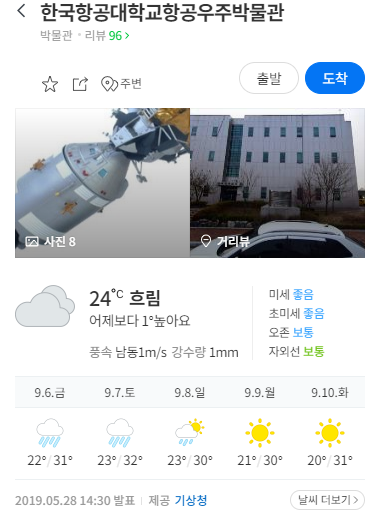 한국항공대학교항공우주박물관
박물관 · 리뷰 96
주변
출발
도착
사진 8
거리뷰
24°C 흐림
어제보다 1°높아요
풍속 남동1m/s 강수량 1mm
미세 좋음
초미세 좋음
오존 보통
자외선 보통
9.6.금 9.7.토 9.8.일 9.9.월 9.10.화
22°/31° 23°/32° 23°/30° 21°/30° 20°/31°
2019.05.28 14:30 발표 제공 기상청
날씨 더보기